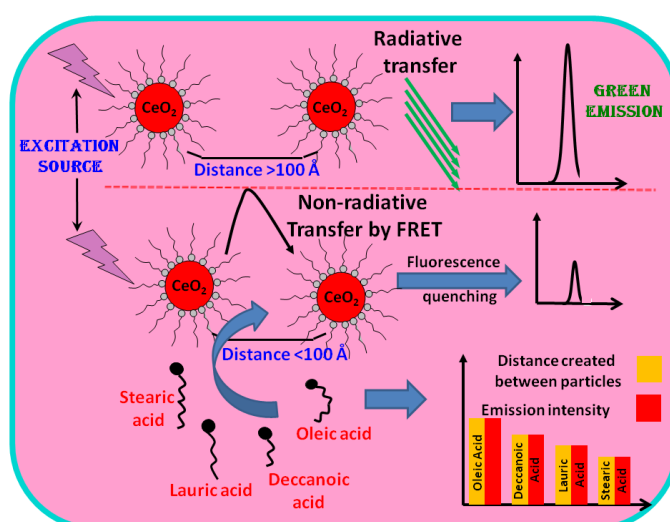 Radiative
transfer
GREEN
EMISSION
CeO₂
CeO₂
EXCITATION
SOURCE
Distance >100 Å
Non-radiative
Transfer by FRET
CeO₂
CeO₂
Fluorescence
quenching
Distance <100 Å
Stearic
acid
Lauric acid
Deccanoic
acid
Oleic acid
Distance created
between particles
Emission intensity
Oleic Acid
Deccanoic
Acid
Lauric
Acid
Stearic
Acid